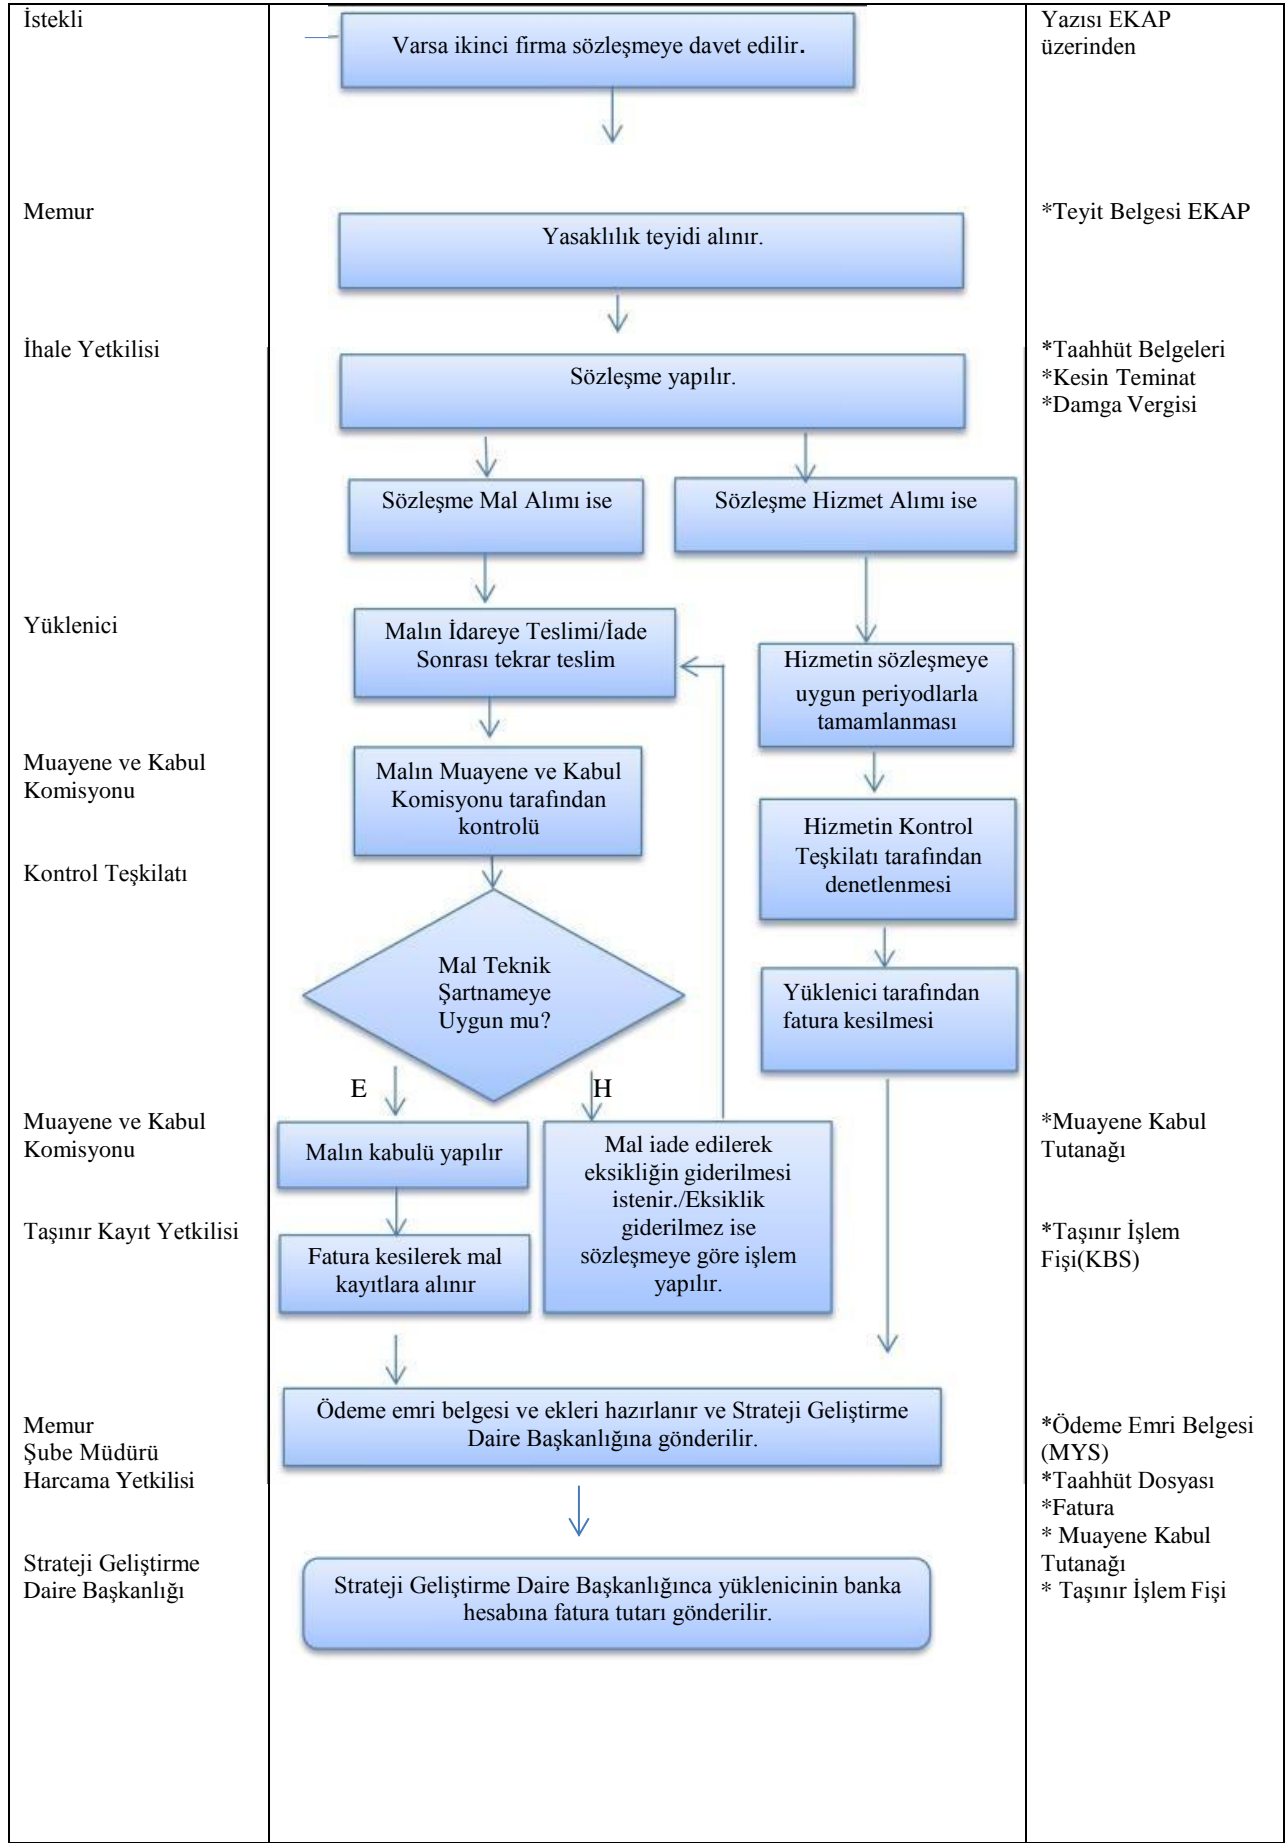 İstekli
Varsa ikinci firma sözleşmeye davet edilir.
Yazısı EKAP
üzerinden
Memur
Yasaklılık teyidi alınır.
*Teyit Belgesi EKAP
İhale Yetkilisi
Sözleşme yapılır.
*Taahhüt Belgeleri
*Kesin Teminat
*Damga Vergisi
Sözleşme Mal Alımı ise
Sözleşme Hizmet Alımı ise
Yüklenici
Malın İdareye Teslimi/İade
Sonrası tekrar teslim
Hizmetin sözleşmeye
uygun periyodlarla
tamamlanması
Muayene ve Kabul
Komisyonu
Malın Muayene ve Kabul
Komisyonu tarafından
kontrolü
Hizmetin Kontrol
Teşkilatı tarafından
denetlenmesi
Kontrol Teşkilatı
Mal Teknik
Şartnameye
Uygun mu?
Yüklenici tarafından
fatura kesilmesi
E
H
Muayene ve Kabul
Komisyonu
Malın kabulü yapılır
Mal iade edilerek
eksikliğin giderilmesi
istenir./Eksiklik
giderilmez ise
sözleşmeye göre işlem
yapılır.
*Muayene Kabul
Tutanağı
Taşınır Kayıt Yetkilisi
Fatura kesilerek mal
kayıtlara alınır
*Taşınır İşlem
Fişi(KBS)
Memur
Şube Müdürü
Harcama Yetkilisi
Ödeme emri belgesi ve ekleri hazırlanır ve Strateji Geliştirme
Daire Başkanlığına gönderilir.
*Ödeme Emri Belgesi
(MYS)
*Taahhüt Dosyası
*Fatura
* Muayene Kabul
Tutanağı
* Taşınır İşlem Fişi
Strateji Geliştirme
Daire Başkanlığı
Strateji Geliştirme Daire Başkanlığınca yüklenicinin banka
hesabına fatura tutarı gönderilir.